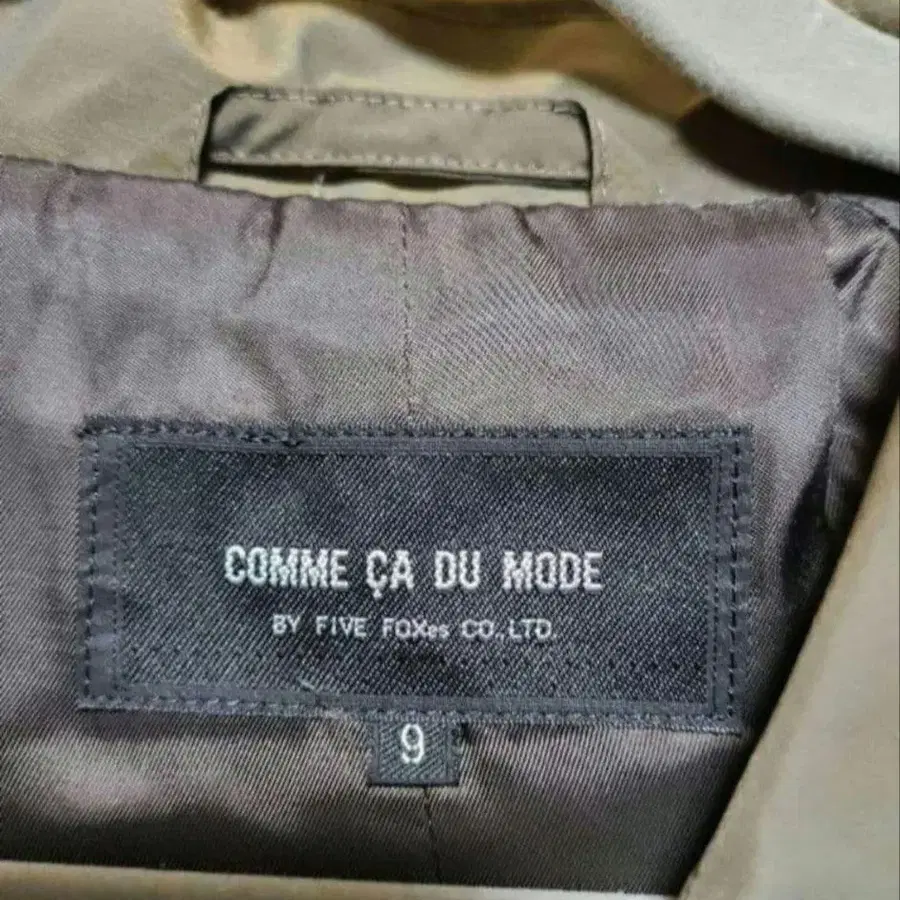 COMME ÇA DU MODE
BY FIVE FOXes CO.,LTD.
9